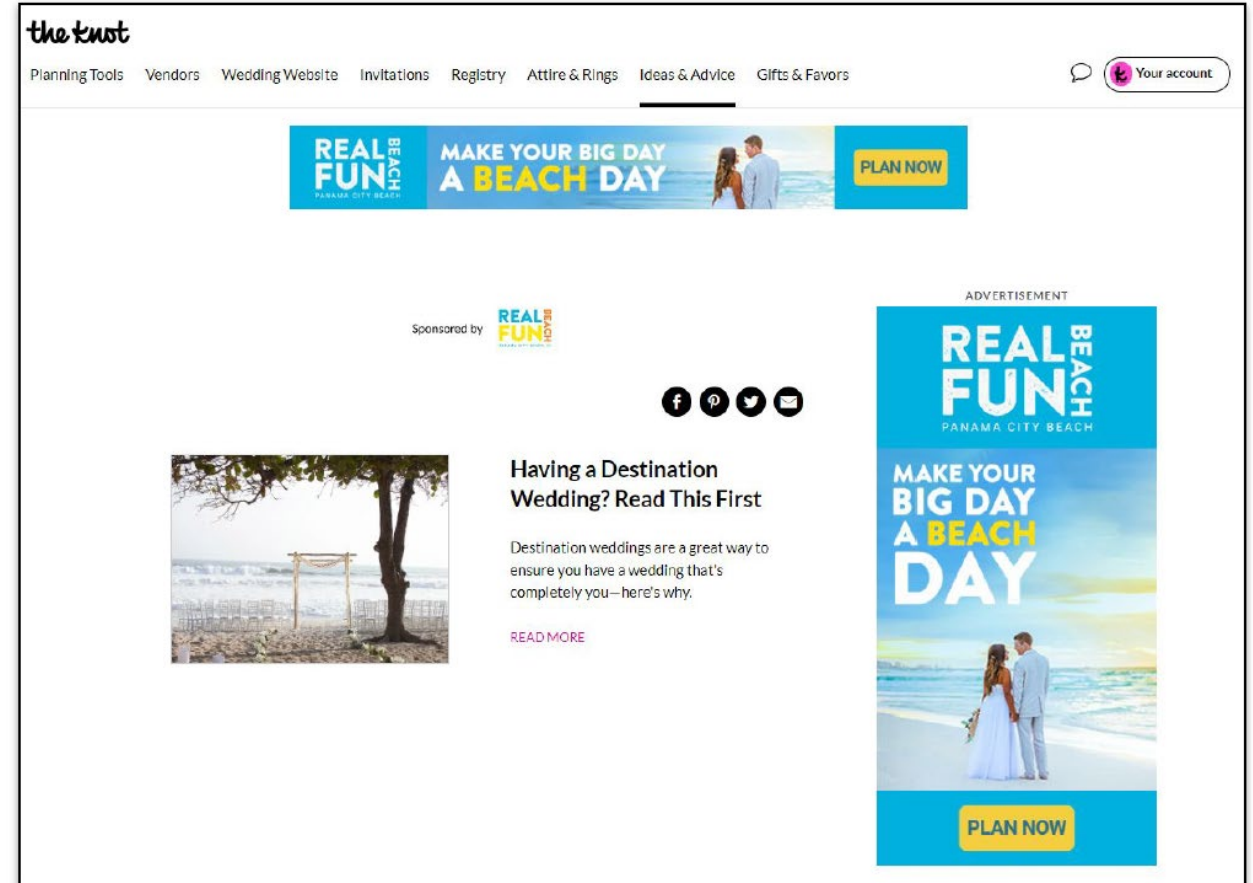 the knot
Planning Tools Vendors Wedding Website Invitations Registry Attire & Rings Ideas & Advice Gifts & Favors
Your account
REAL FUN BEACH
PANAMA CITY BEACH
MAKE YOUR BIG DAY
A BEACH DAY
PLAN NOW
Sponsored by
REAL FUN BEACH
ADVERTISEMENT
REAL FUN BEACH
PANAMA CITY BEACH
MAKE YOUR
BIG DAY
A BEACH
DAY
PLAN NOW
Having a Destination
Wedding? Read This First
Destination weddings are a great way to
ensure you have a wedding that's
completely you—here's why.
READ MORE